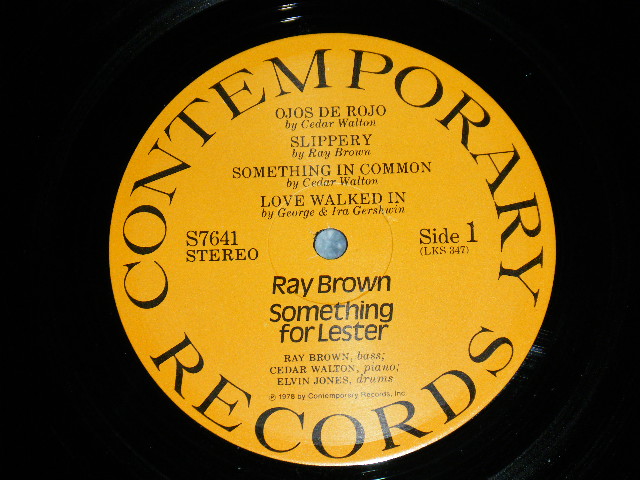 CONTEMPORARY
OJOS DE ROJO
by Cedar Walton
SLIPPERY
by Ray Brown
SOMETHING IN COMMON
by Cedar Walton
LOVE WALKED IN
by George & Ira Gershwin
S7641
STEREO
Side 1
(LKS 347)
Ray Brown
Something
for Lester
RAY BROWN, bass;
CEDAR WALTON, piano;
ELVIN JONES, drums
℗ 1978 by Contemporary Records, Inc.
RECORDS